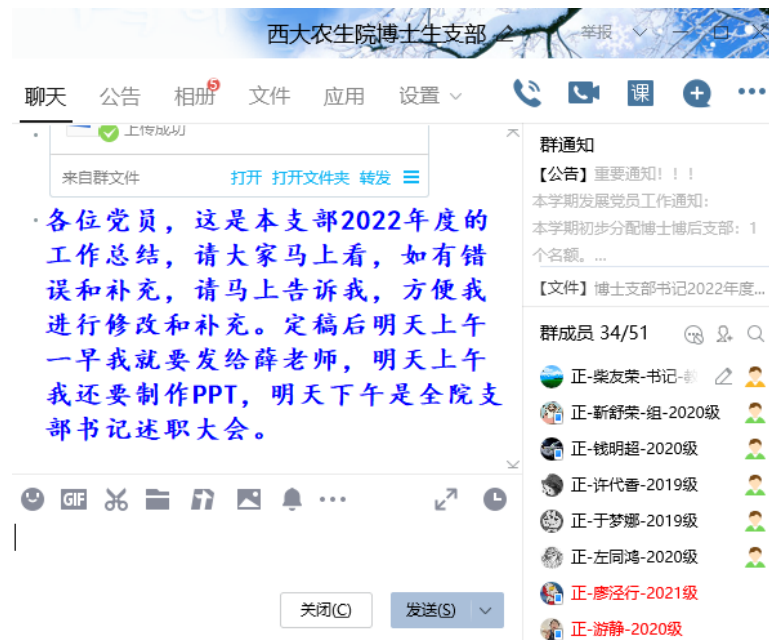 西大农生院博士生支部
举报
聊天
公告
相册
5
文件
应用
设置
课
上传成功
来自群文件
打开 打开文件夹 转发
各位党员，这是本支部2022年度的
工作总结，请大家马上看，如有错
误和补充，请马上告诉我，方便我
进行修改和补充。定稿后明天上午
一早我就要发给薛老师，明天上午
我还要制作PPT，明天下午是全院支
部书记述职大会。
GIF
关闭(C)
发送(S)
群通知
【公告】重要通知！！！
本学期发展党员工作通知：
本学期初步分配博士博后支部：1
个名额。...
【文件】博士支部书记2022年度...
群成员 34/51
正-柴友荣-书记-
正-靳舒荣-组-2020级
正-钱明超-2020级
正-许代香-2019级
正-于梦娜-2019级
正-左同鸿-2020级
正-廖泾行-2021级
正-游静-2020级